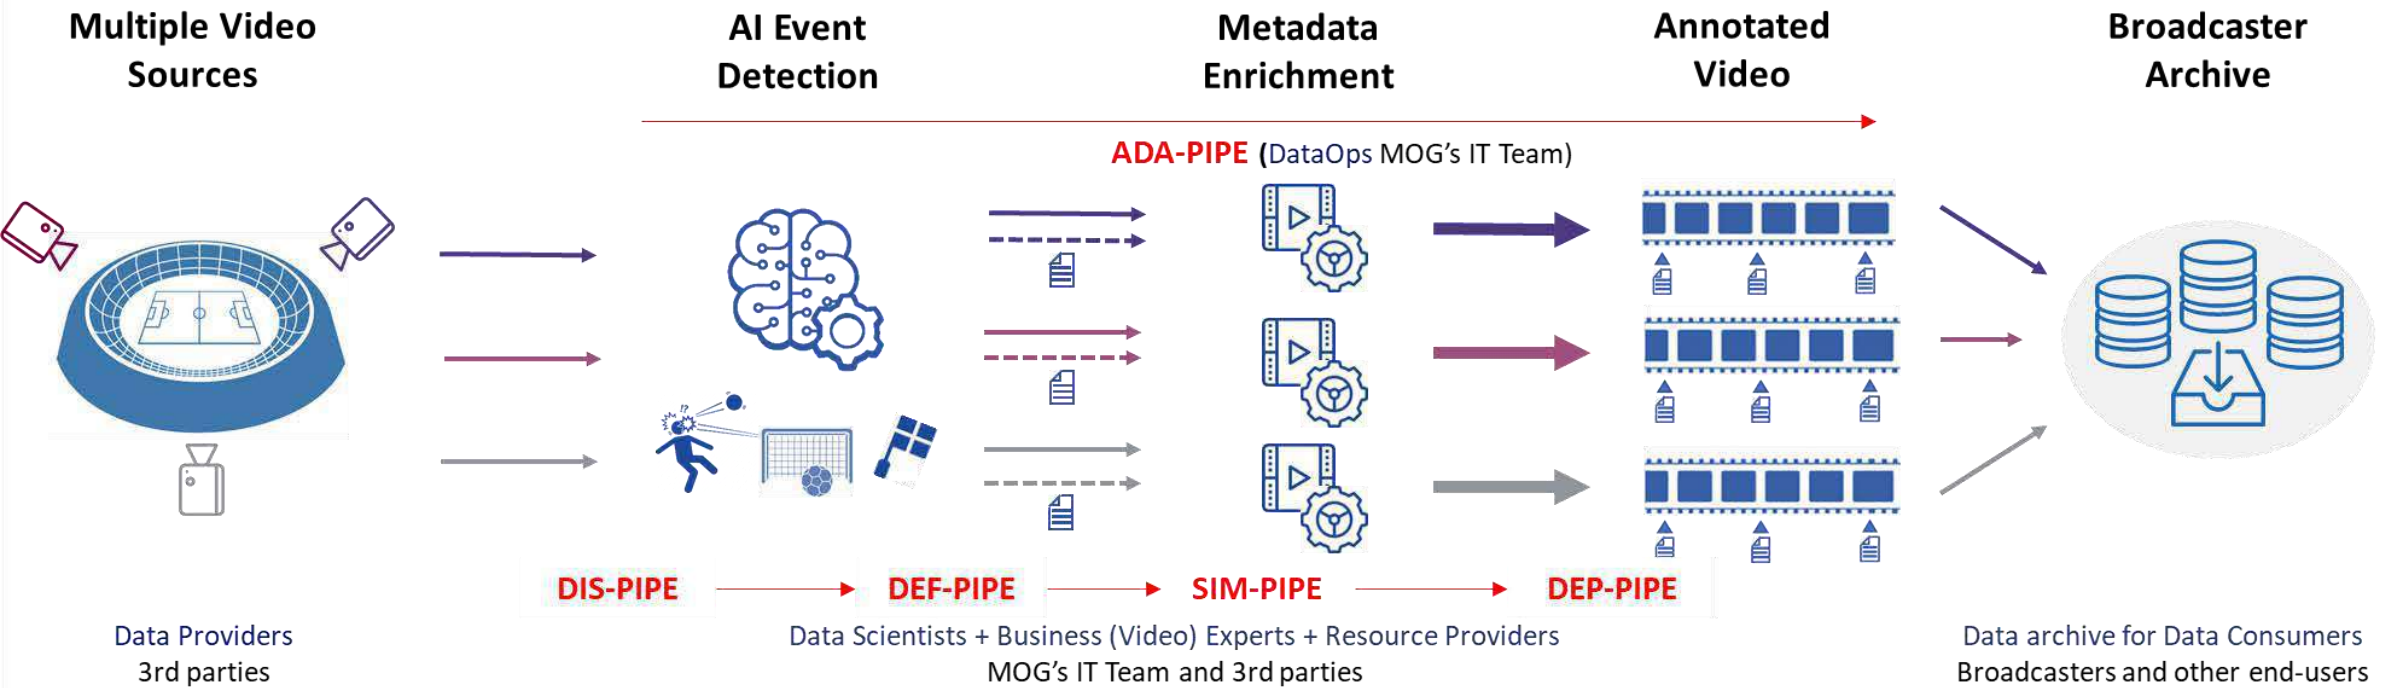 Multiple Video
Sources
AI Event
Detection
Metadata
Enrichment
Annotated
Video
Broadcaster
Archive
ADA-PIPE (DataOps MOG's IT Team)
!?
DIS-PIPE
DEF-PIPE
SIM-PIPE
DEP-PIPE
Data Providers
3rd parties
Data Scientists + Business (Video) Experts + Resource Providers
MOG's IT Team and 3rd parties
Data archive for Data Consumers
Broadcasters and other end-users